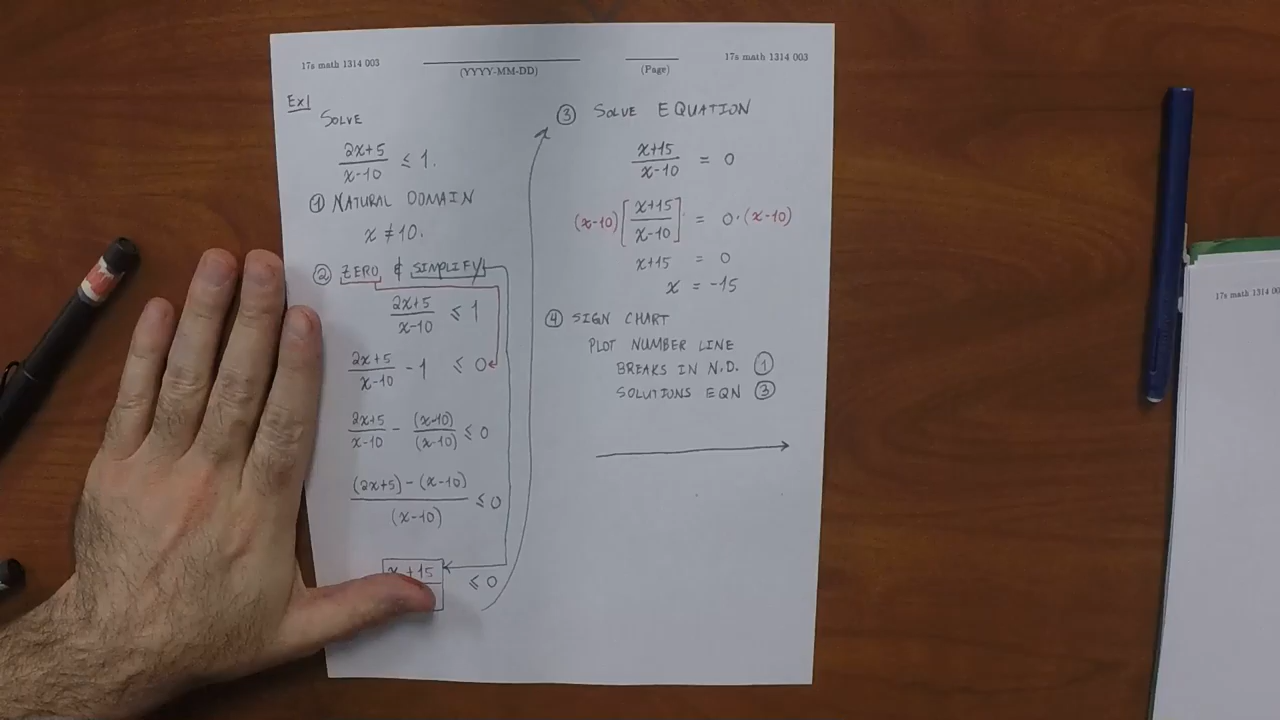 17s math 1314 003
(YYYY-MM-DD)
(Page)
17s math 1314 003
Ex1
SOLVE
2x+5 / x-10 ≤ 1.
① NATURAL DOMAIN
x ≠ 10.
② ZERO & SIMPLIFY
2x+5 / x-10 ≤ 1
2x+5 / x-10 - 1 ≤ 0
2x+5 / x-10 - (x-10) / (x-10) ≤ 0
(2x+5) - (x-10) / (x-10) ≤ 0
x+15 ≤ 0
③ SOLVE EQUATION
x+15 / x-10 = 0
(x-10) [x+15 / x-10] = 0·(x-10)
x+15 = 0
x = -15
④ SIGN CHART
PLOT NUMBER LINE
BREAKS IN N.D. ①
SOLUTIONS EQN ③
17s math 1314 00